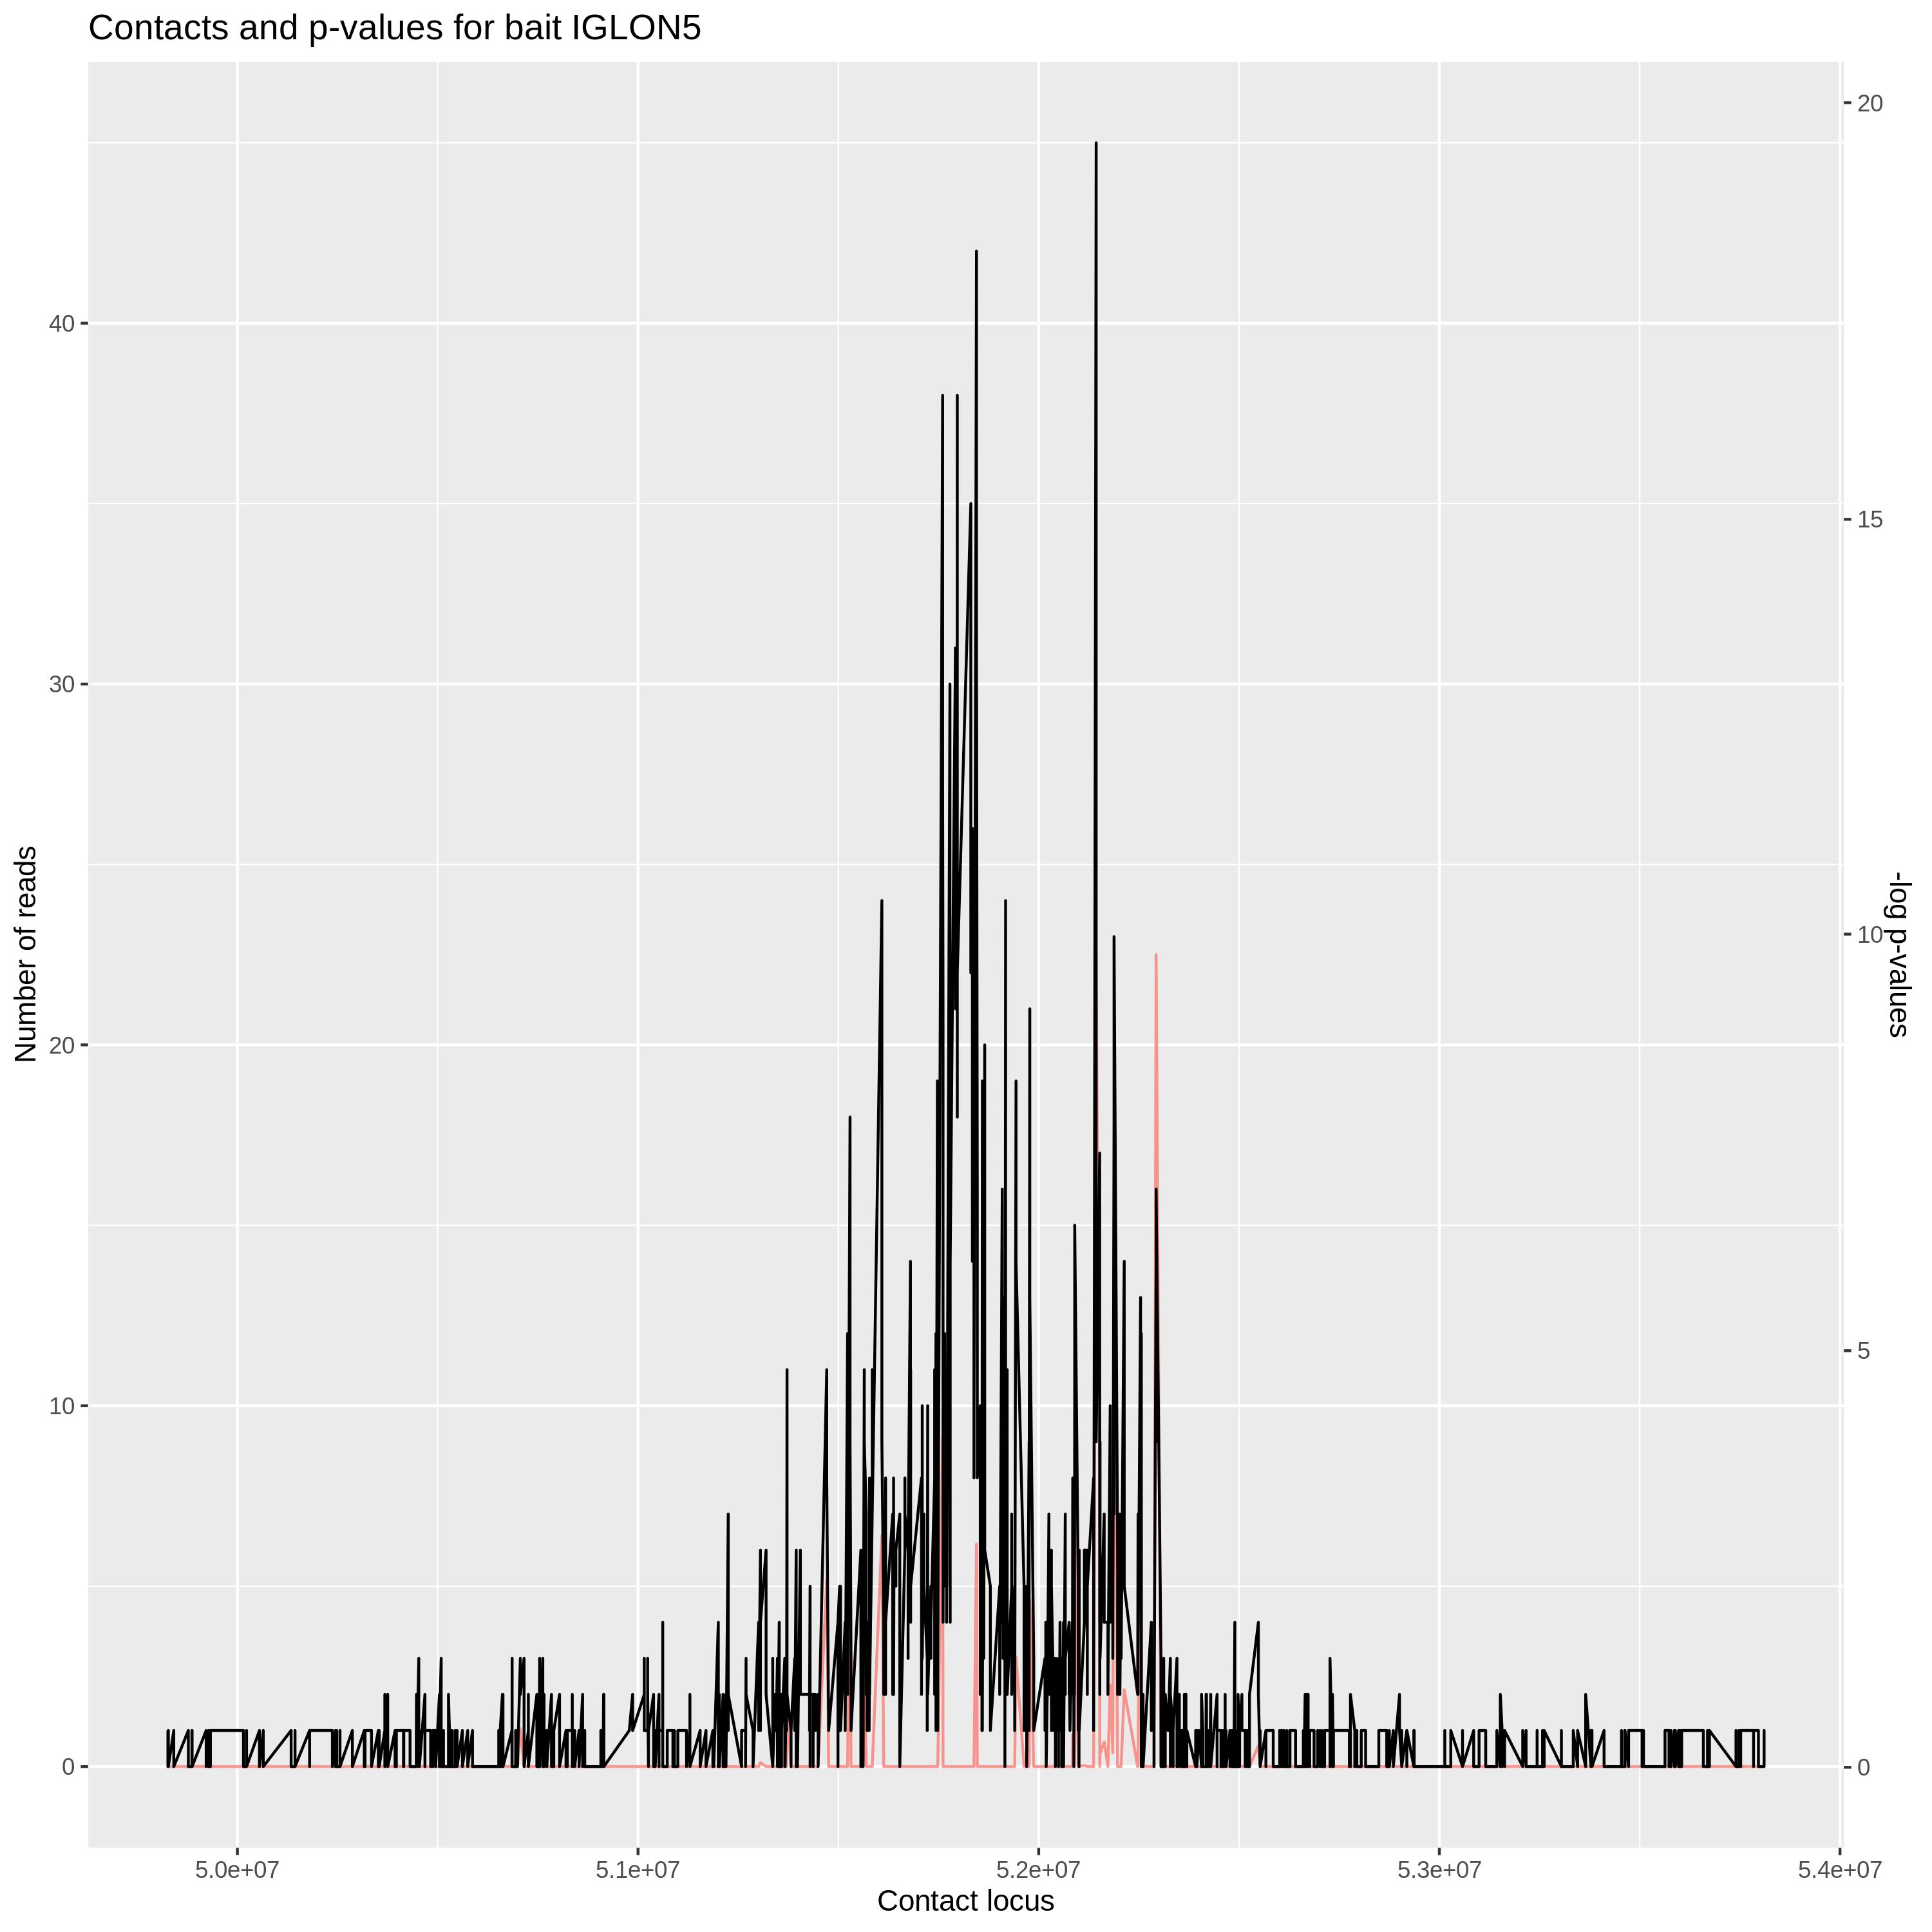 Contacts and p-values for bait IGLON5
Number of reads
40
30
20
10
0
20
15
10
5
0
-log p-values
5.0e+07 5.1e+07 5.2e+07 5.3e+07 5.4e+07
Contact locus